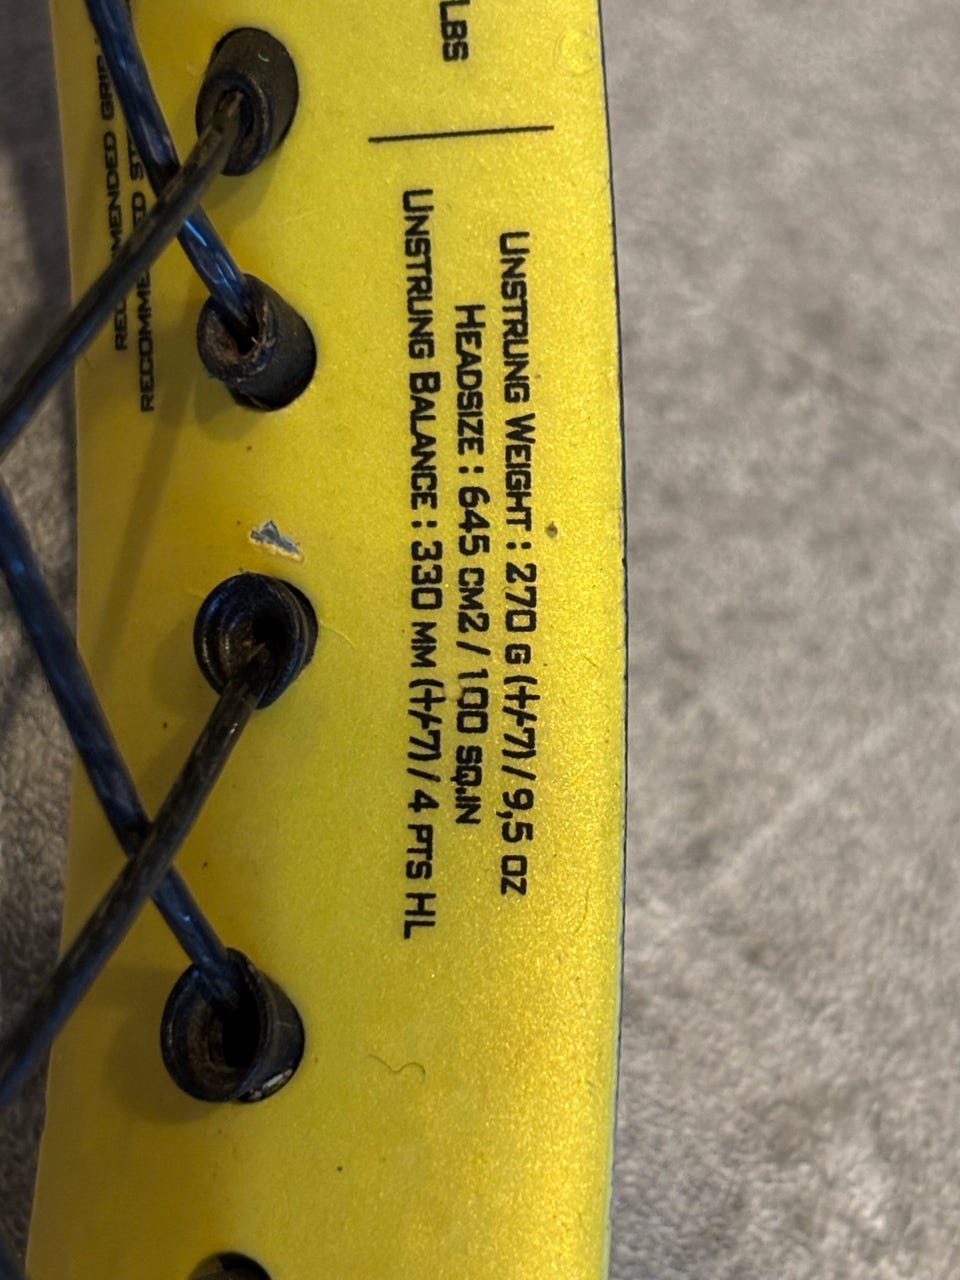 Unstrung Weight : 270 g (+/-7) / 9,5 oz
Headsize : 645 cm2 / 100 sq.in
Unstrung Balance : 330 mm (+/-7) / 4 pts HL
LBS